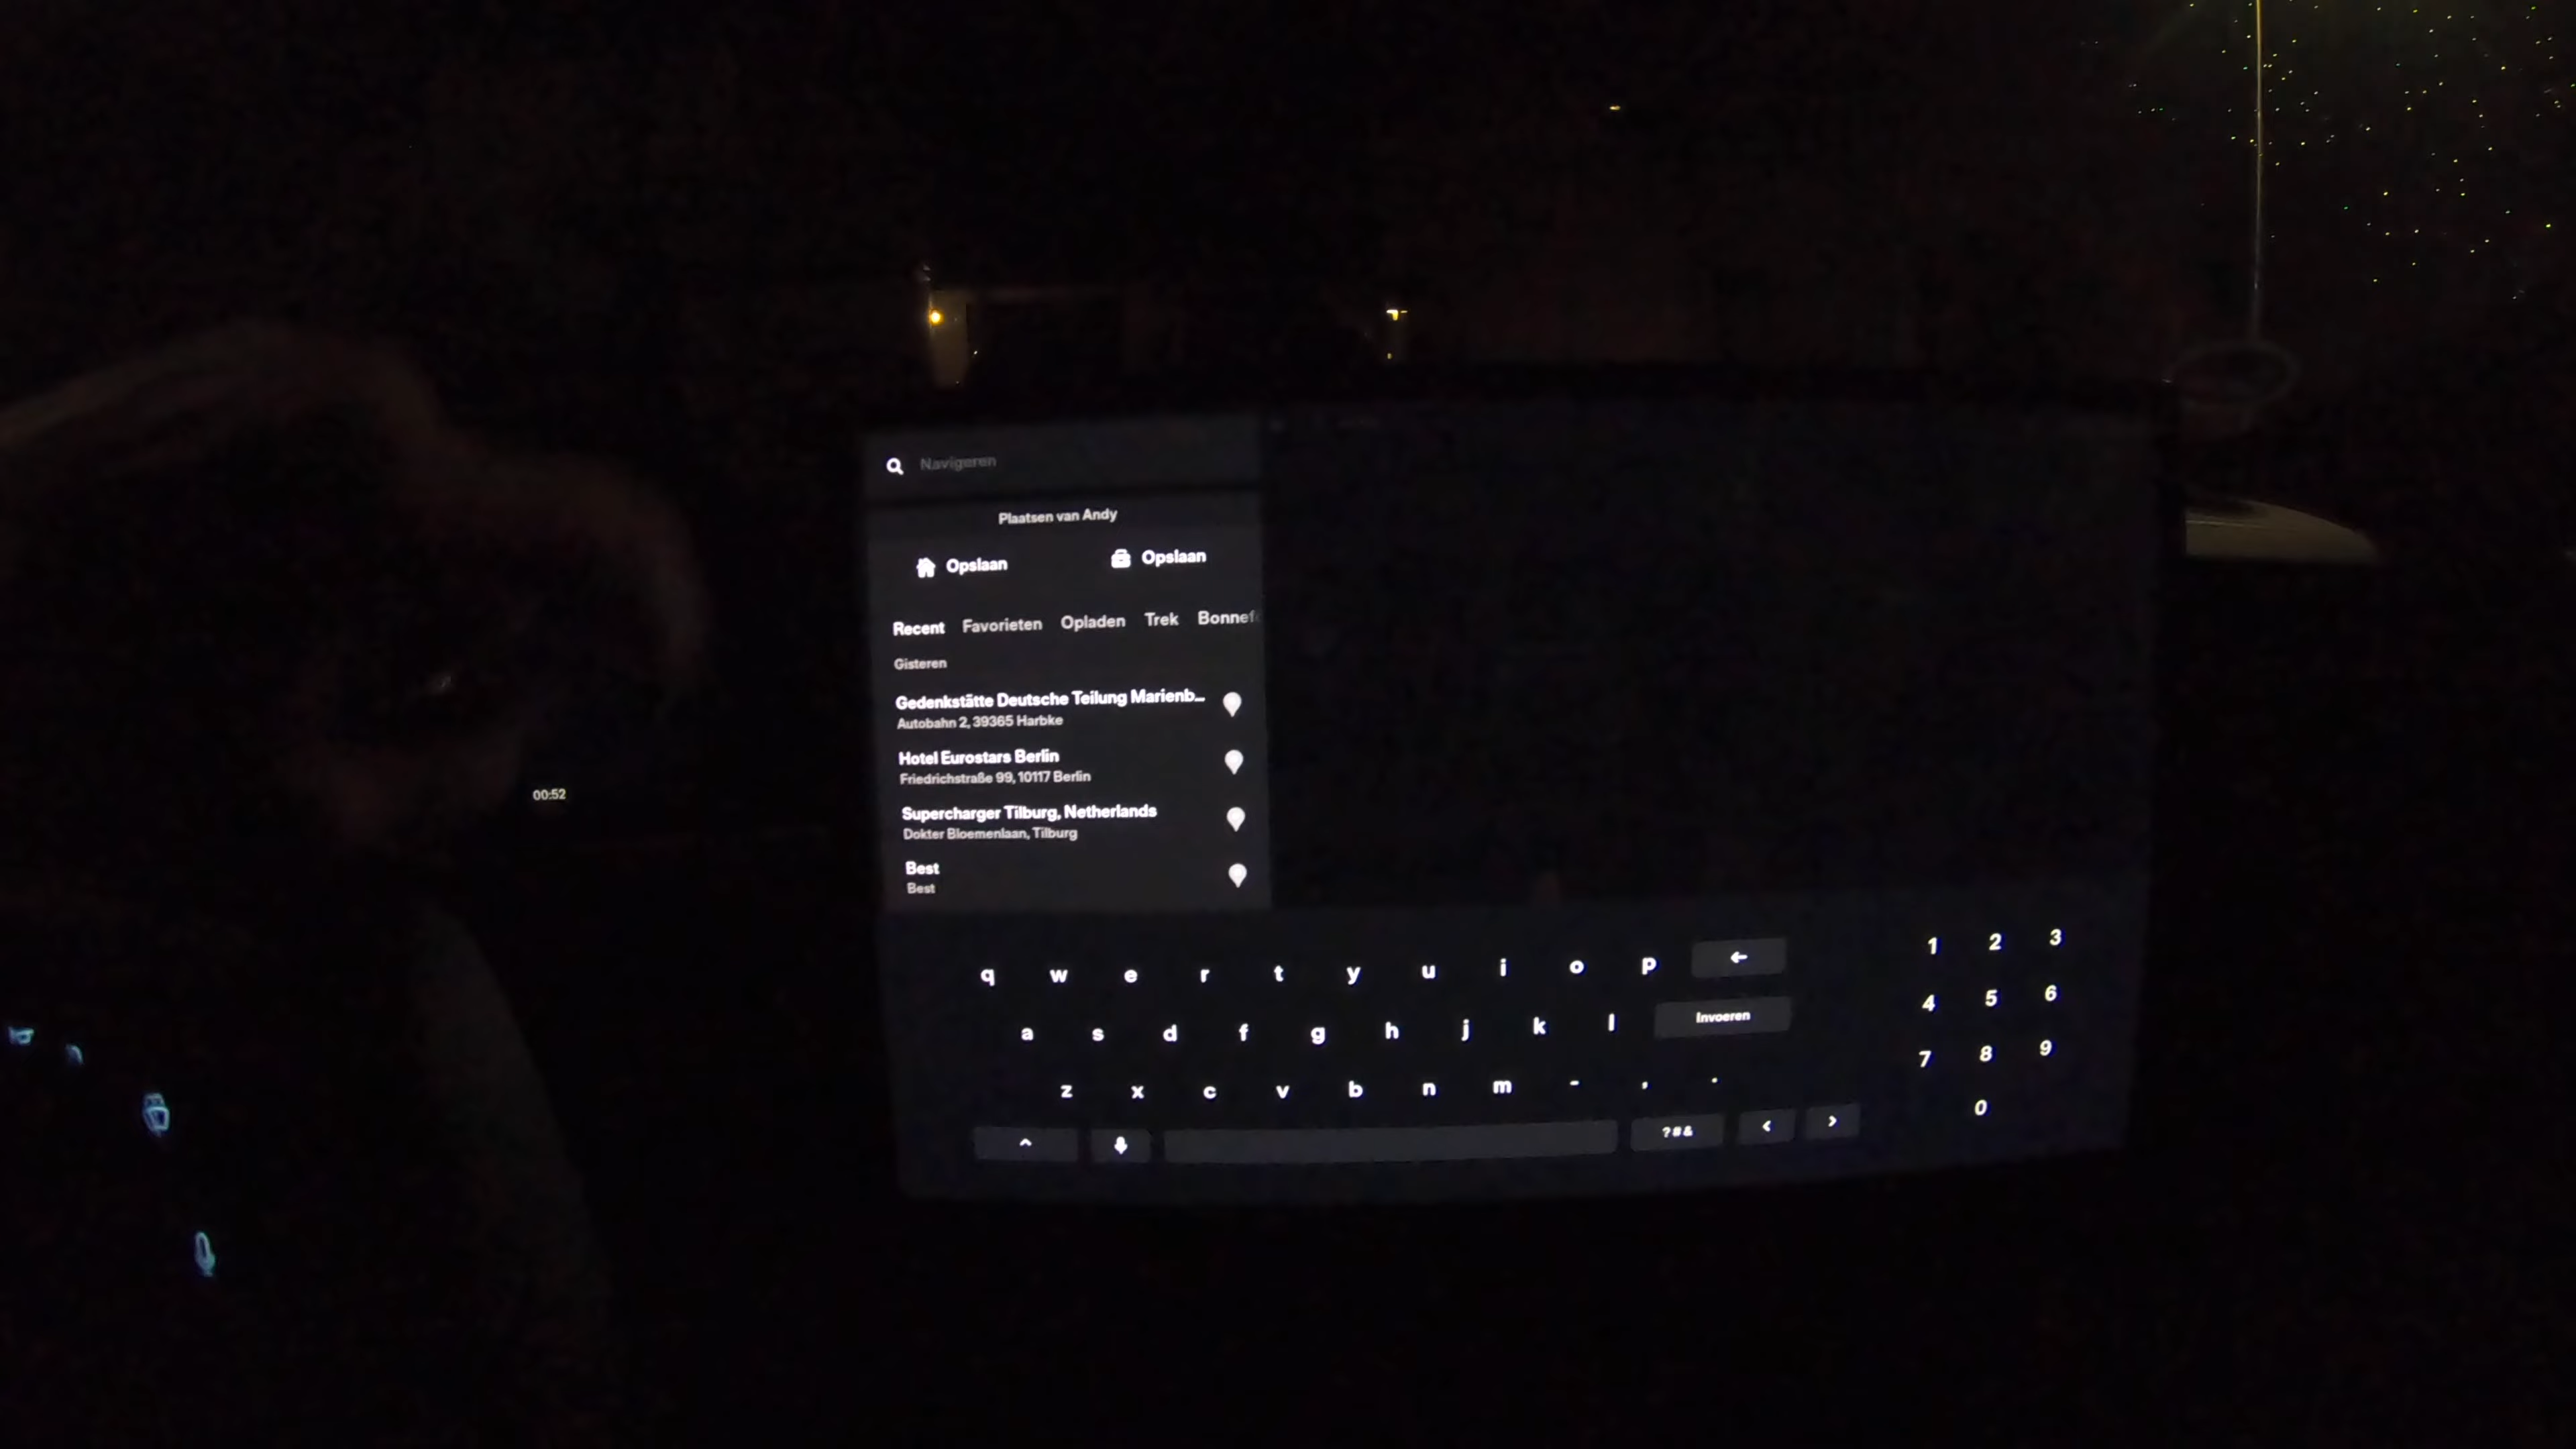 Navigeren
Plaatsen van Andy
Opslaan Opslaan
Recent Favorieten Opladen Trek Bonnef
Gisteren
Gedenkstätte Deutsche Teilung Marienb...
Autobahn 2, 39365 Harbke
Hotel Eurostars Berlin
Friedrichstraße 99, 10117 Berlin
Supercharger Tilburg, Netherlands
Dokter Bloemenlaan, Tilburg
Best
Best
00:52
q w e r t y u i o p
a s d f g h j k l Invoeren
z x c v b n m - , .
?#& < >
1 2 3
4 5 6
7 8 9
0